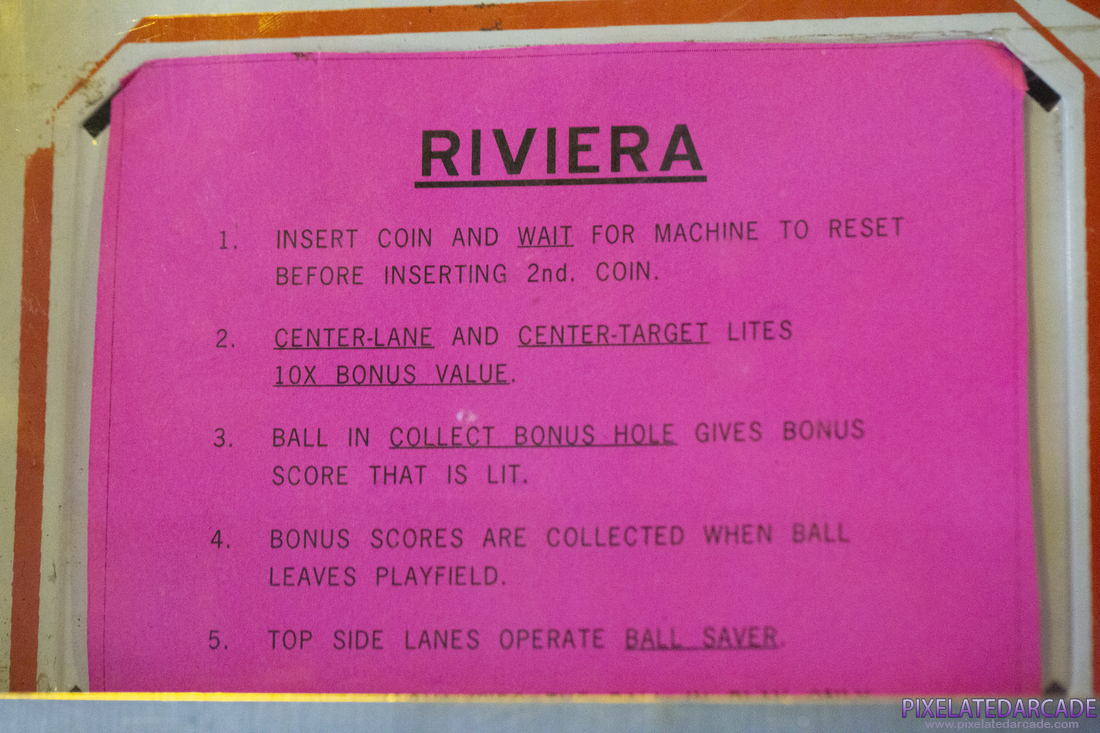 RIVIERA
1. INSERT COIN AND WAIT FOR MACHINE TO RESET
BEFORE INSERTING 2nd. COIN.
2. CENTER-LANE AND CENTER-TARGET LITES
10X BONUS VALUE.
3. BALL IN COLLECT BONUS HOLE GIVES BONUS
SCORE THAT IS LIT.
4. BONUS SCORES ARE COLLECTED WHEN BALL
LEAVES PLAYFIELD.
5. TOP SIDE LANES OPERATE BALL SAVER.
PIXELATEDARCADE
www.pixelatedarcade.com